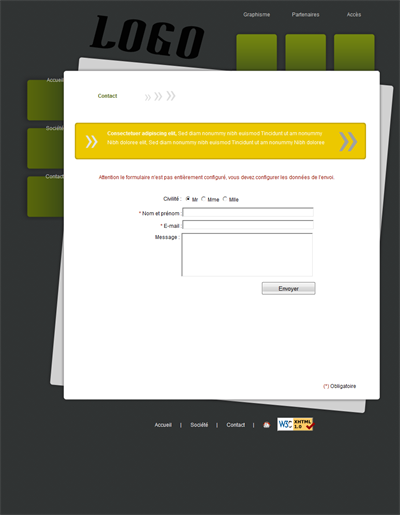 LOGO
Graphisme Partenaires Accès
Accueil
Société
Contact
Contact
Consectetuer adipiscing elit, Sed diam nonummy nibh euismod Tincidunt ut am nonummy
Nibh dolores elit, Sed diam nonummy nibh euismod Tincidunt ut am nonummy Nibh dolores
Attention le formulaire n'est pas entièrement configuré, vous devez configurer les données de l'envoi.
Civilité : Mr Mme Mlle
* Nom et prénom :
* E-mail :
Message :
Envoyer
(*) Obligatoire
Accueil | Société | Contact |
W3C XHTML 1.0